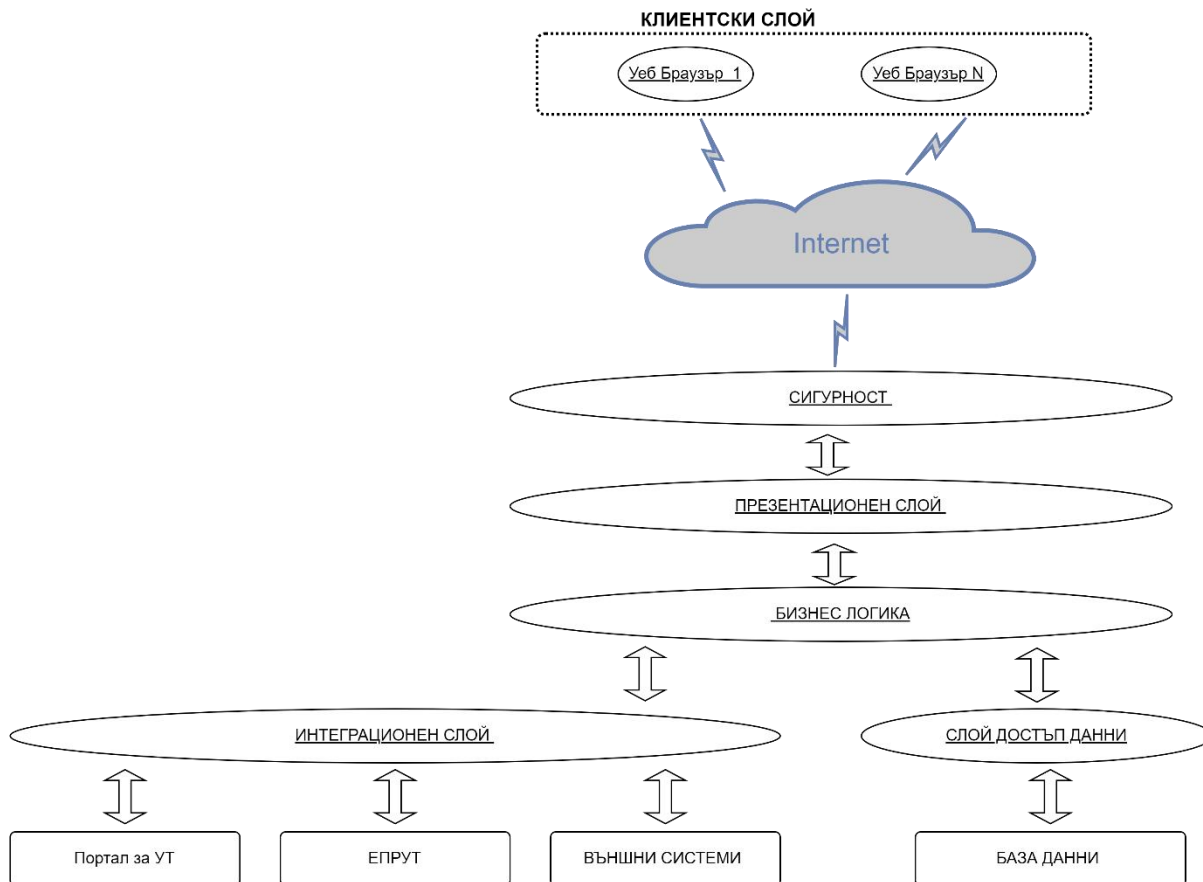 КЛИЕНТСКИ СЛОЙ
Уеб Браузър 1
Уеб Браузър N
Internet
СИГУРНОСТ
ПРЕЗЕНТАЦИОНЕН СЛОЙ
БИЗНЕС ЛОГИКА
ИНТЕГРАЦИОНЕН СЛОЙ
СЛОЙ ДОСТЪП ДАННИ
Портал за УТ
ЕПРУТ
ВЪНШНИ СИСТЕМИ
БАЗА ДАННИ